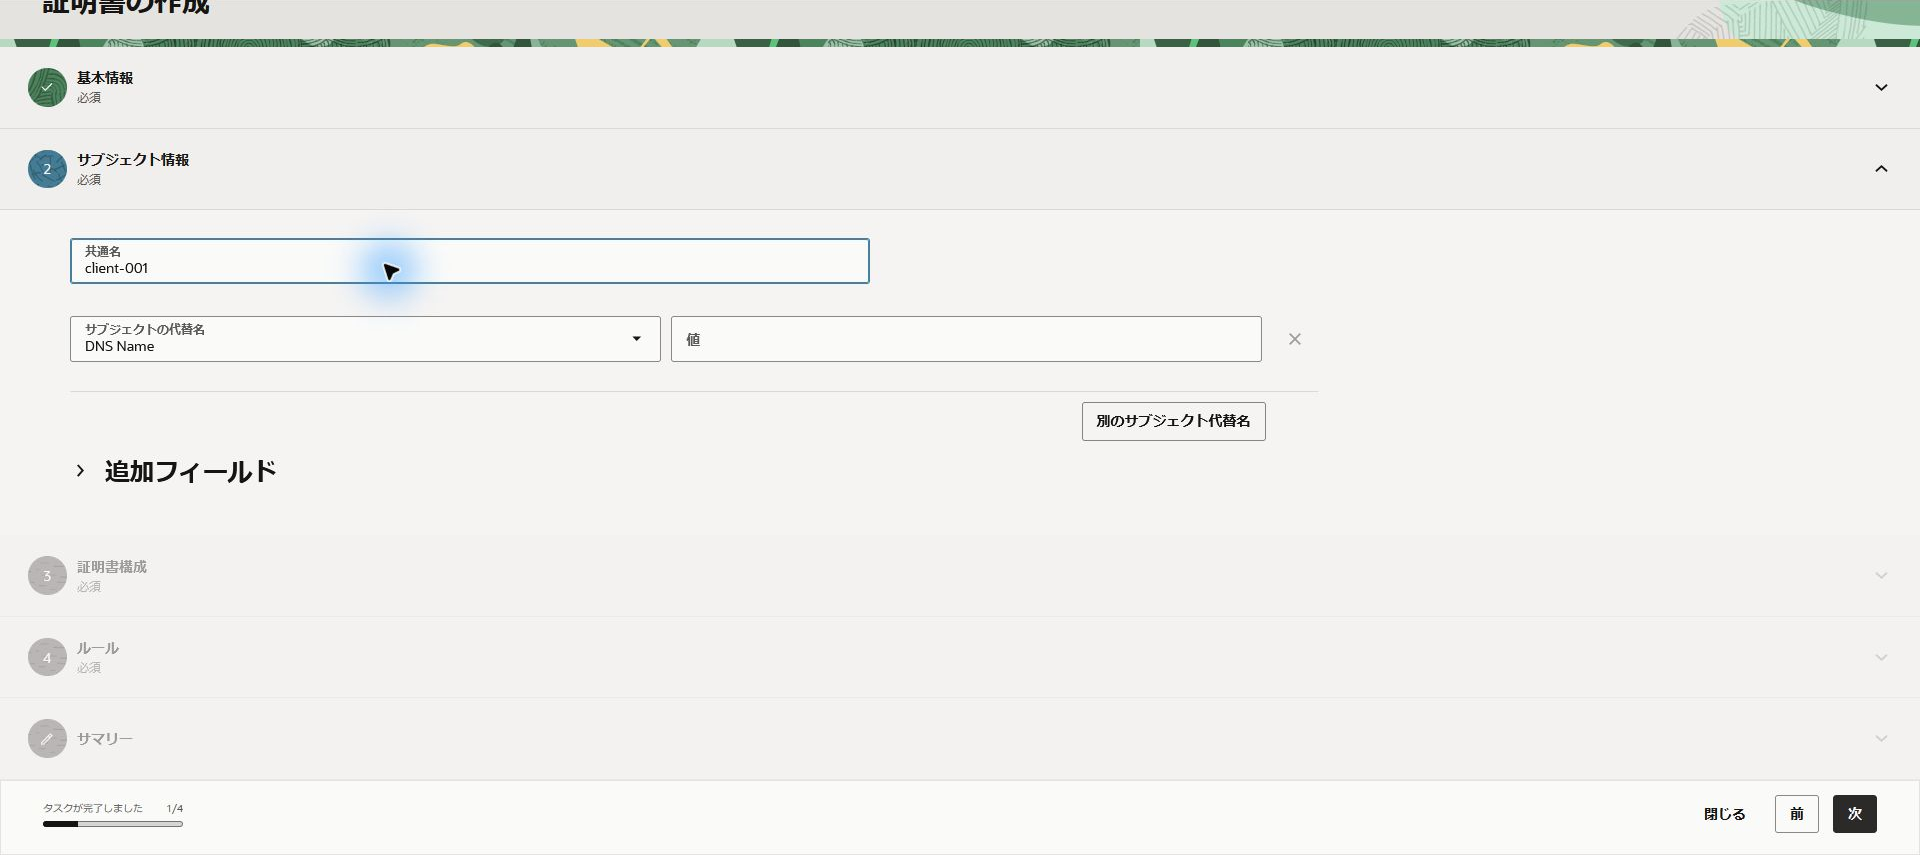 証明書の作成
基本情報
必須
2
サブジェクト情報
必須
共通名
client-001
サブジェクトの代替名
DNS Name
値
別のサブジェクト代替名
追加フィールド
3
証明書構成
必須
4
ルール
必須
サマリー
タスクが完了しました 1/4
閉じる
前
次